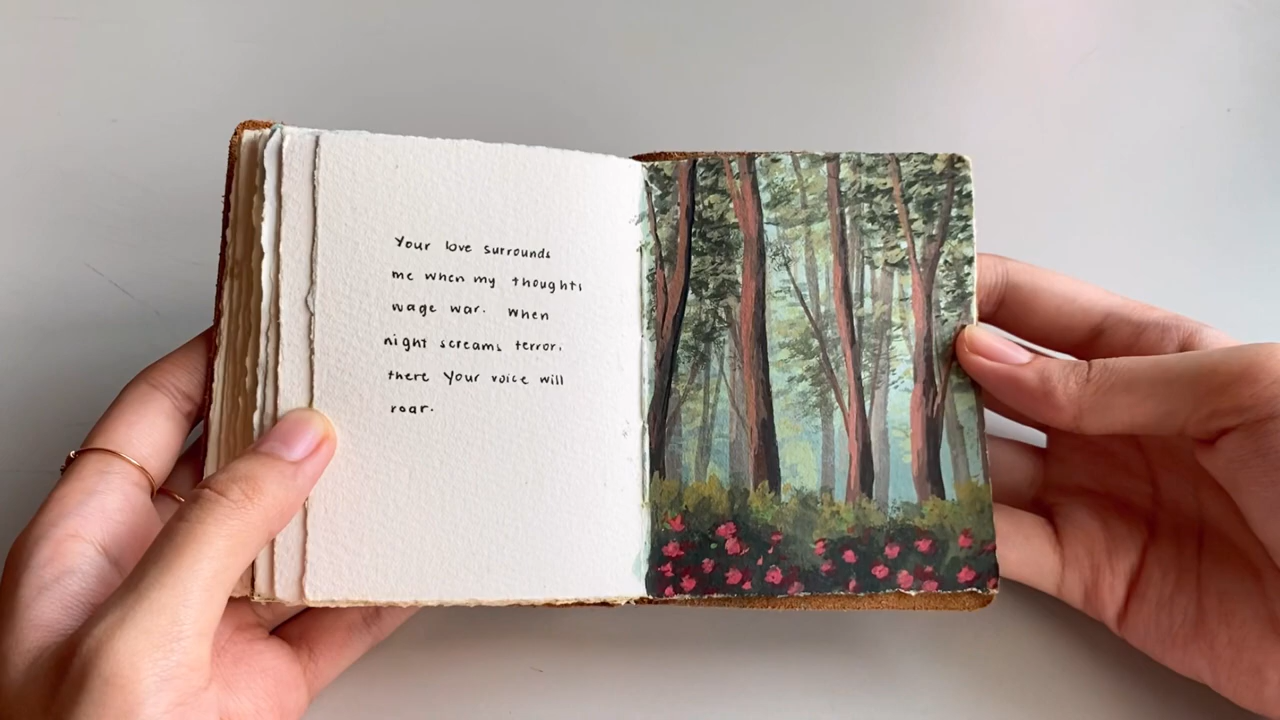 Your love surrounds
me when my thoughts
wage war. When
night screams terror,
there Your voice will
roar.